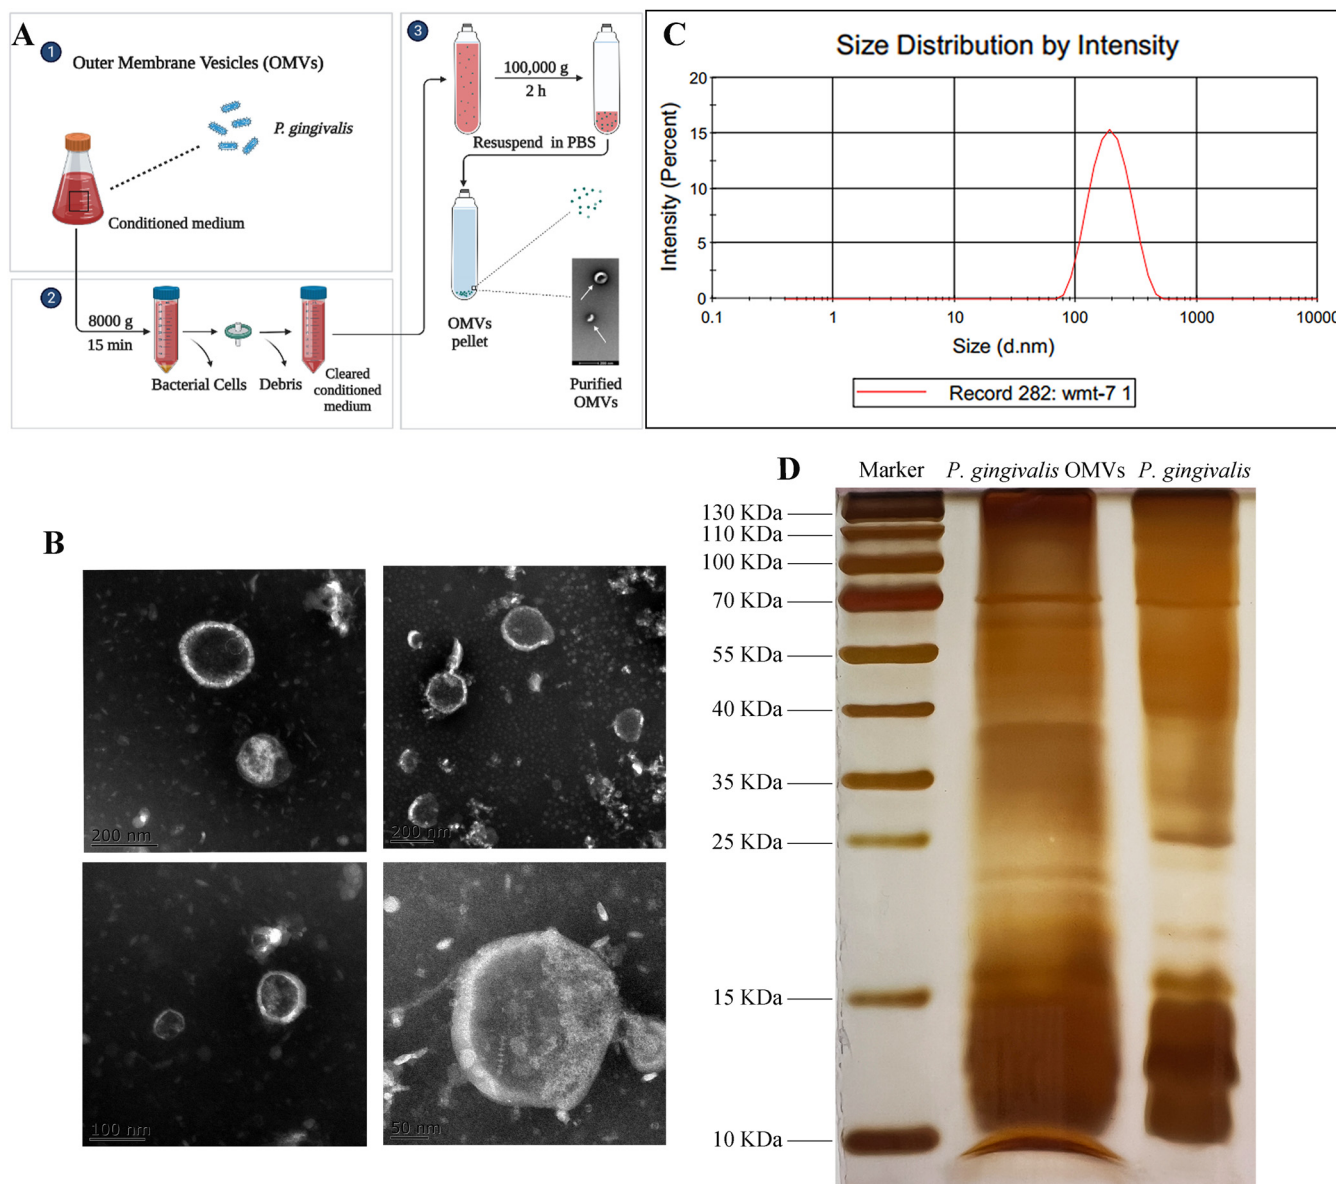 A
1
Outer Membrane Vesicles (OMVs)
P. gingivalis
Conditioned medium
2
8000 g
15 min
Bacterial Cells
Debris
Cleared
conditioned
medium
3
100,000 g
2 h
Resuspend in PBS
OMVs
pellet
Purified
OMVs
C
Size Distribution by Intensity
Intensity (Percent)
20
15
10
5
0
0.1
1
10
100
1000
10000
Size (d.nm)
Record 282: wmt-7 1
B
200 nm
200 nm
100 nm
50 nm
D
Marker
P. gingivalis OMVs
P. gingivalis
130 KDa
110 KDa
100 KDa
70 KDa
55 KDa
40 KDa
35 KDa
25 KDa
15 KDa
10 KDa